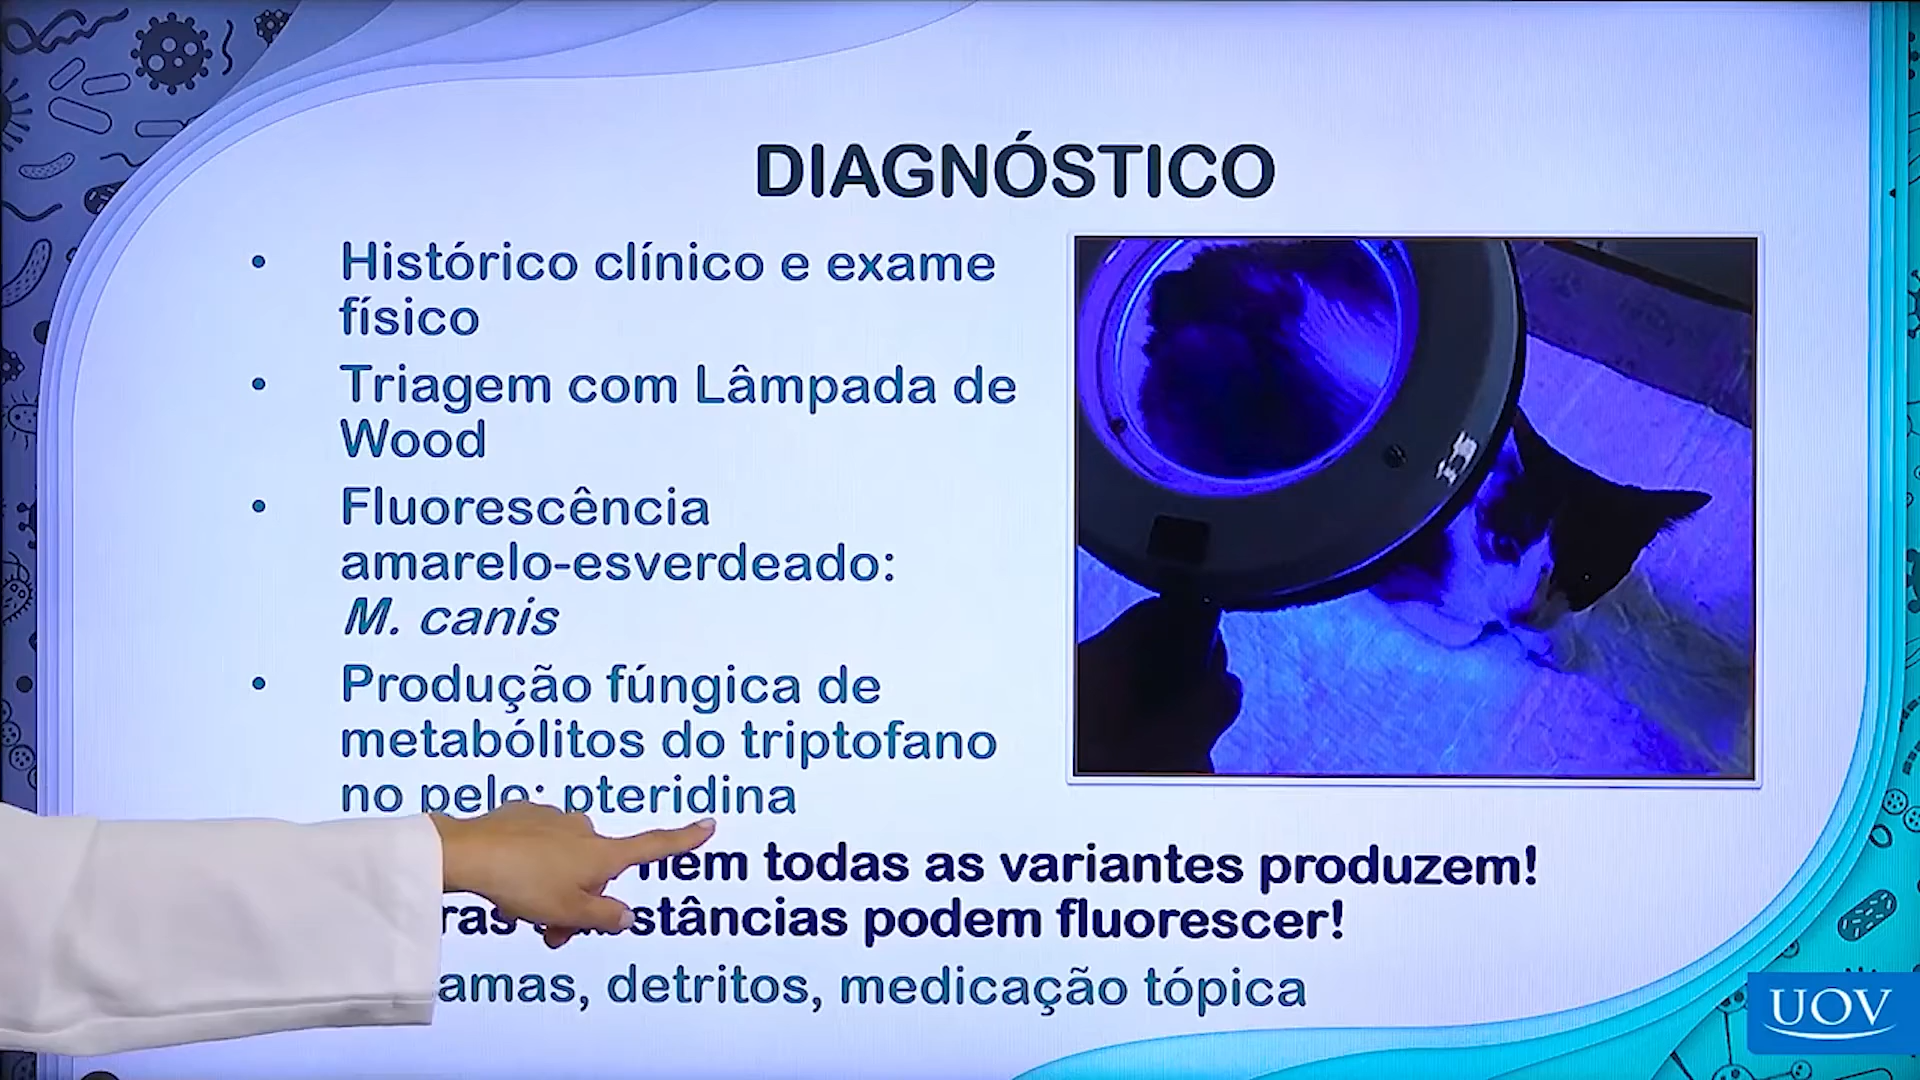 DIAGNÓSTICO
• Histórico clínico e exame
físico
• Triagem com Lâmpada de
Wood
• Fluorescência
amarelo-esverdeado:
M. canis
• Produção fúngica de
metabólitos do triptofano
no pelo: pteridina
nem todas as variantes produzem!
podem fluorescer!
detritos, medicação tópica
UOV